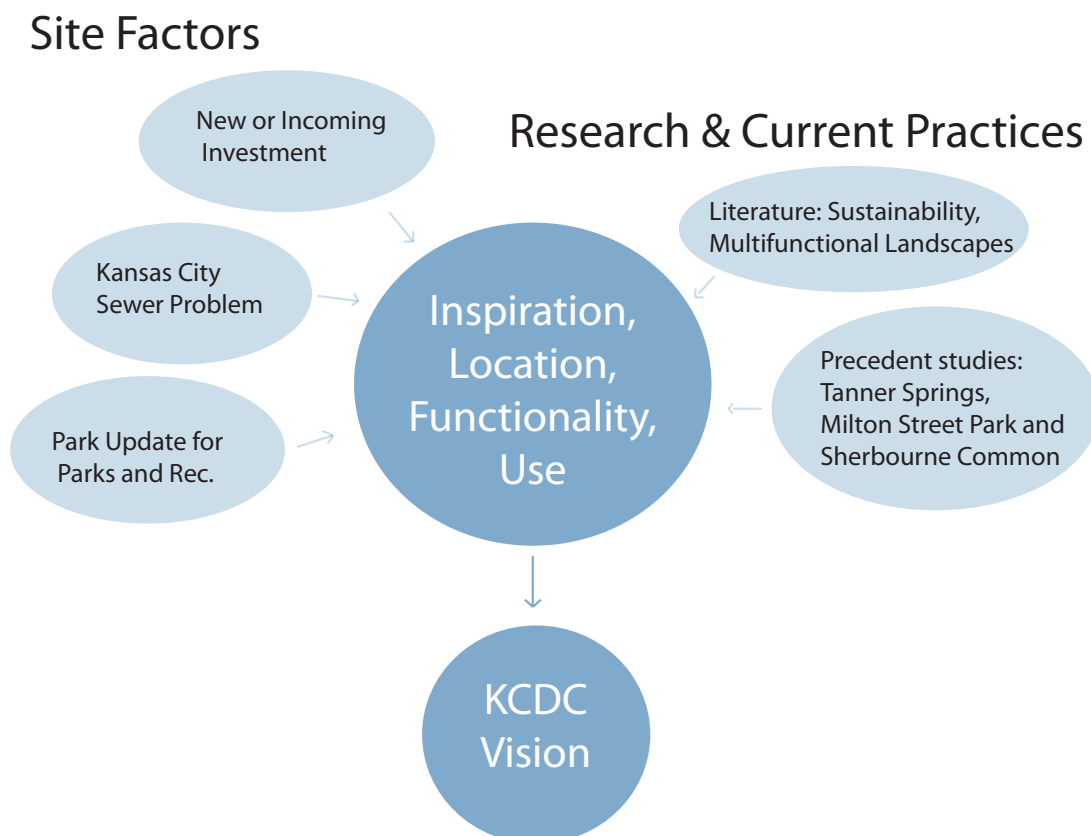 Site Factors
New or Incoming
Investment
Kansas City
Sewer Problem
Park Update for
Parks and Rec.
Research & Current Practices
Literature: Sustainability,
Multifunctional Landscapes
Precedent studies:
Tanner Springs,
Milton Street Park and
Sherbourne Common
Inspiration,
Location,
Functionality,
Use
KCDC
Vision